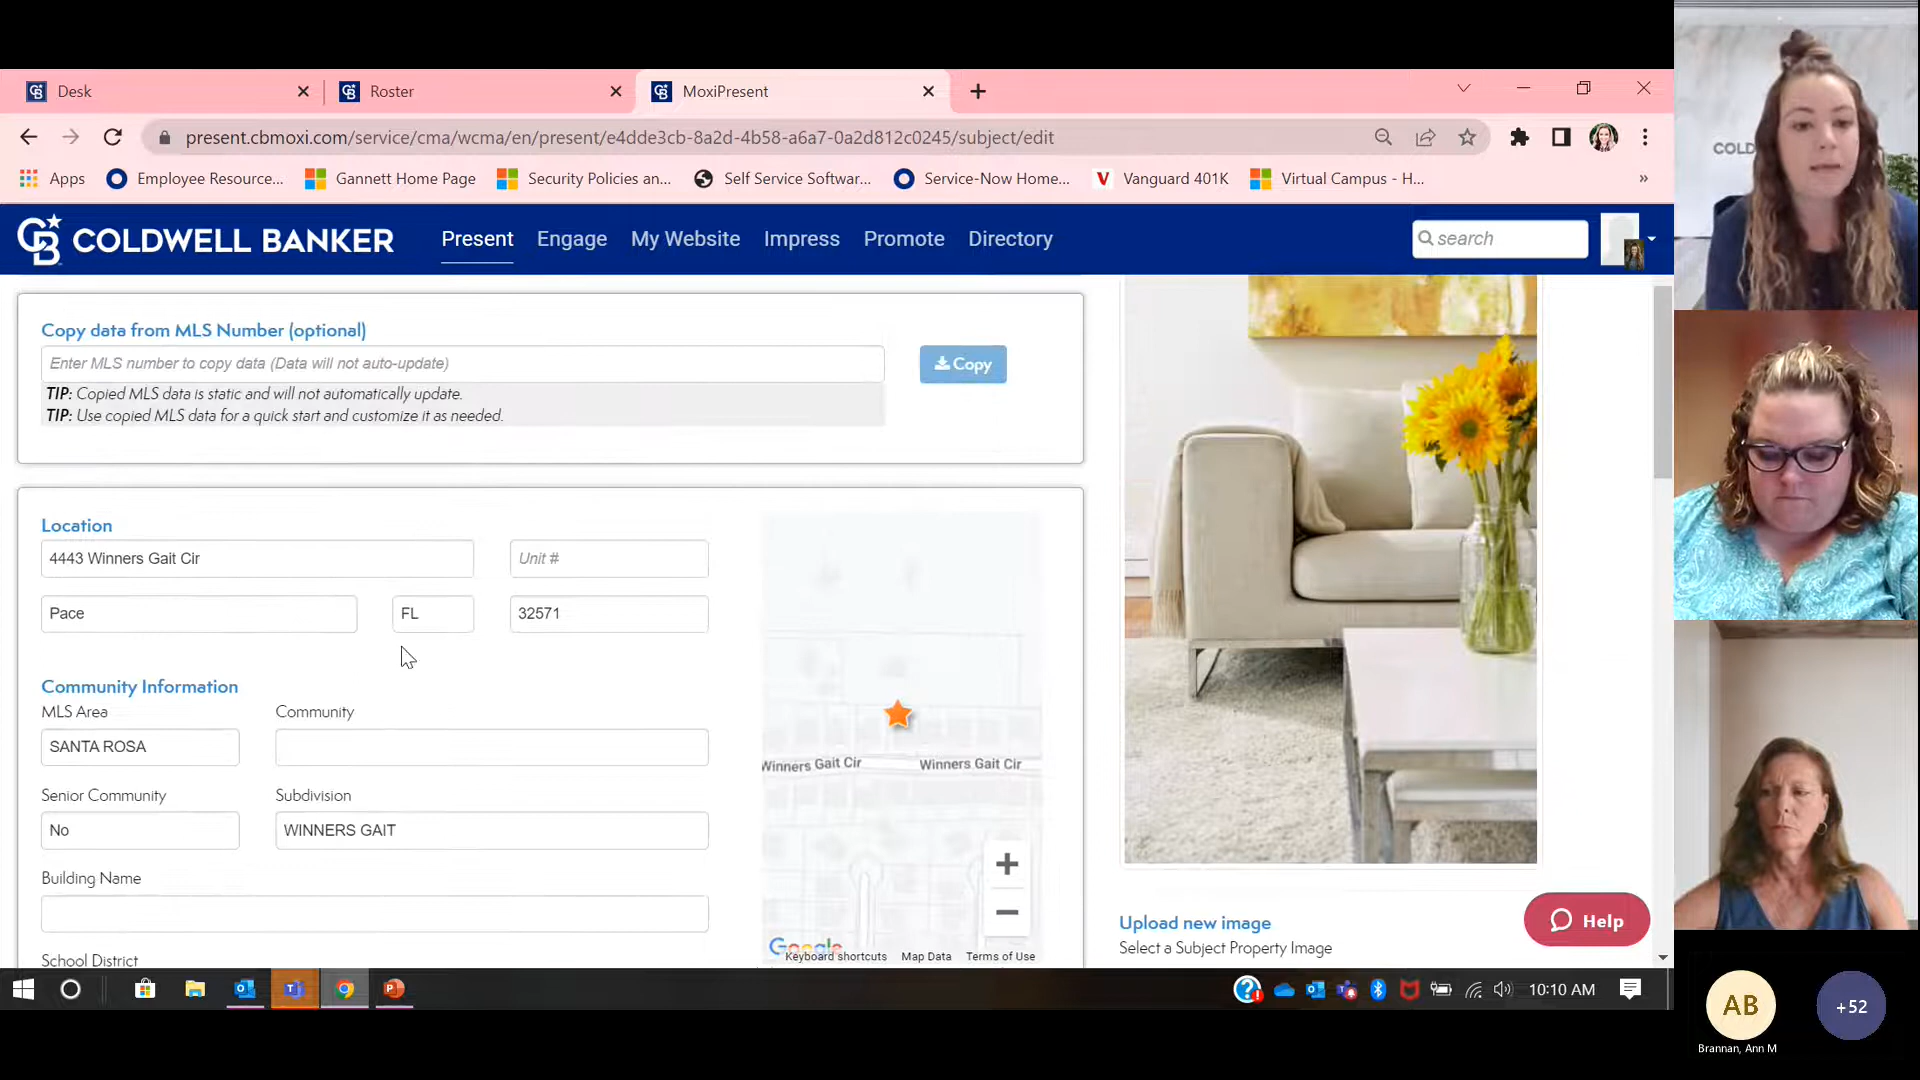 Desk
Roster
MoxiPresent
present.cbmoxi.com/service/cma/wcma/en/present/e4dde3cb-8a2d-4b58-a6a7-0a2d812c0245/subject/edit
Apps
Employee Resource...
Gannett Home Page
Security Policies an...
Self Service Softwar...
Service-Now Home...
Vanguard 401K
Virtual Campus - H...
»
CB COLDWELL BANKER
Present
Engage
My Website
Impress
Promote
Directory
search
COLD
Copy data from MLS Number (optional)
Enter MLS number to copy data (Data will not auto-update)
Copy
TIP: Copied MLS data is static and will not automatically update.
TIP: Use copied MLS data for a quick start and customize it as needed.
Location
4443 Winners Gait Cir
Unit #
Pace
FL
32571
Community Information
MLS Area
Community
SANTA ROSA
Senior Community
Subdivision
No
WINNERS GAIT
Building Name
School District
Winners Gait Cir
Winners Gait Cir
Google
Keyboard shortcuts
Map Data
Terms of Use
Upload new image
Select a Subject Property Image
Help
10:10 AM
AB
+52
Brannan, Ann M